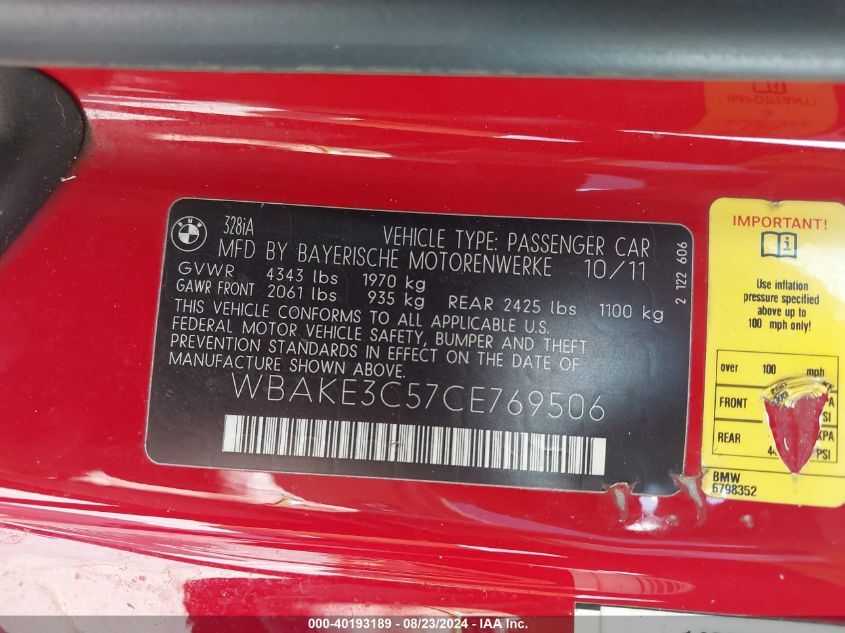 BMW
328iA
VEHICLE TYPE: PASSENGER CAR
MFD BY BAYERISCHE MOTORENWERKE 10/11
GVWR 4343 lbs 1970 kg
GAWR FRONT 2061 lbs 935 kg REAR 2425 lbs 1100 kg
THIS VEHICLE CONFORMS TO ALL APPLICABLE U.S.
FEDERAL MOTOR VEHICLE SAFETY, BUMPER AND THEFT
PREVENTION STANDARDS IN EFFECT ON THE DATE OF
MANUFACTURE SHOWN ABOVE.
WBAKE3C57CE769506
2 122 606
IMPORTANT!
i
Use inflation
pressure specified
above up to
100 mph only!
over 100 mph
FRONT
REAR
KPA
PSI
BMW
6798352
IMPORTANT!
000-40193189 - 08/23/2024 - IAA Inc.